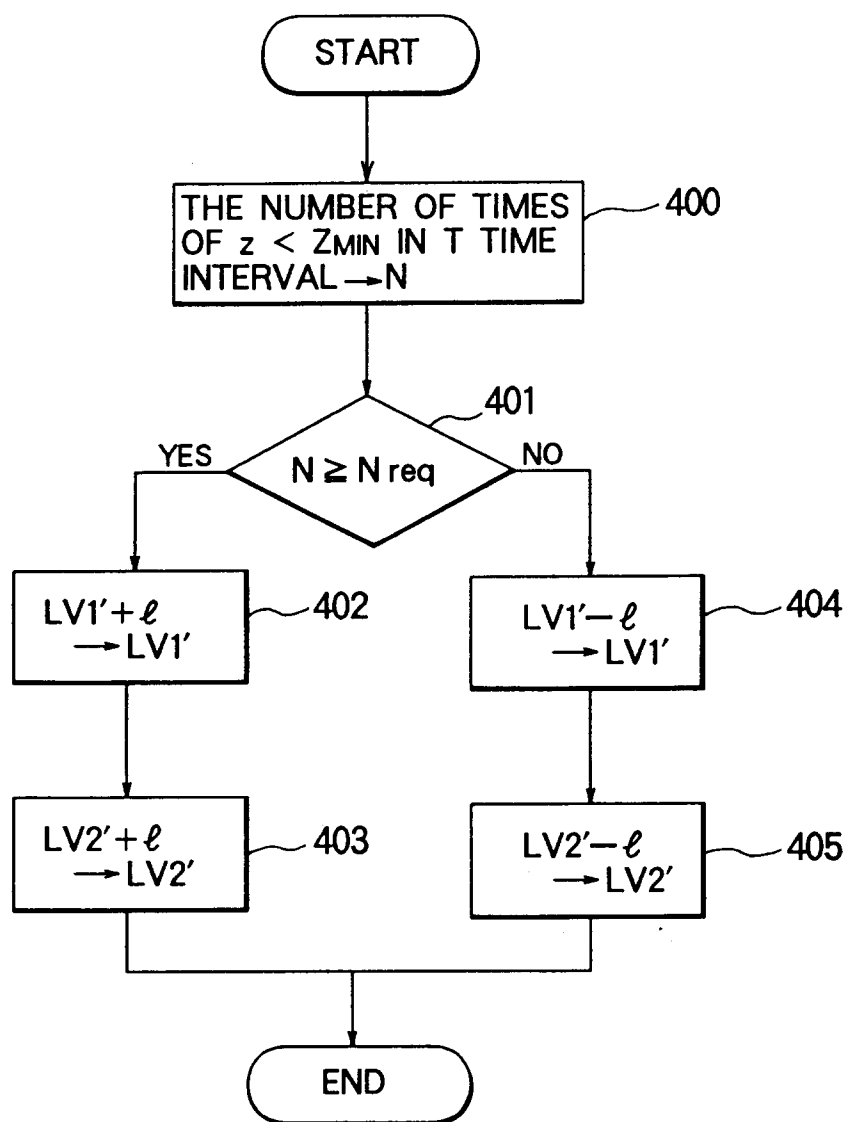 START
THE NUMBER OF TIMES
OF z < ZMIN IN T TIME
INTERVAL → N
400
401
YES
N ≧ N req
NO
LV1′+ℓ
→ LV1′
402
LV1′−ℓ
→ LV1′
404
LV2′+ℓ
→ LV2′
403
LV2′−ℓ
→ LV2′
405
END